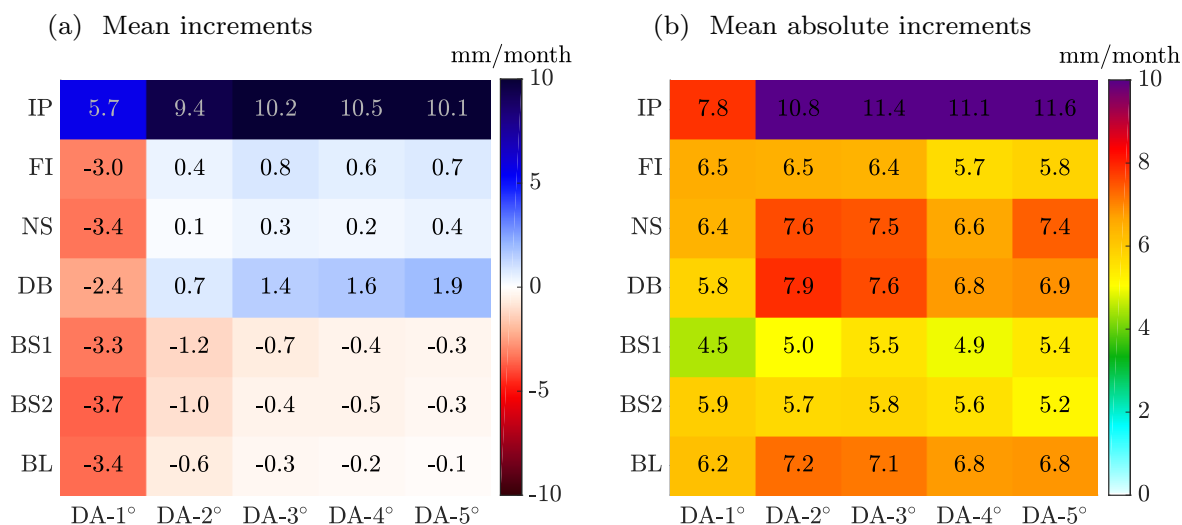 (a) Mean increments
mm/month
IP 5.7 9.4 10.2 10.5 10.1
FI -3.0 0.4 0.8 0.6 0.7
NS -3.4 0.1 0.3 0.2 0.4
DB -2.4 0.7 1.4 1.6 1.9
BS1 -3.3 -1.2 -0.7 -0.4 -0.3
BS2 -3.7 -1.0 -0.4 -0.5 -0.3
BL -3.4 -0.6 -0.3 -0.2 -0.1
DA-1° DA-2° DA-3° DA-4° DA-5°
10
5
0
-5
-10
(b) Mean absolute increments
mm/month
IP 7.8 10.8 11.4 11.1 11.6
FI 6.5 6.5 6.4 5.7 5.8
NS 6.4 7.6 7.5 6.6 7.4
DB 5.8 7.9 7.6 6.8 6.9
BS1 4.5 5.0 5.5 4.9 5.4
BS2 5.9 5.7 5.8 5.6 5.2
BL 6.2 7.2 7.1 6.8 6.8
DA-1° DA-2° DA-3° DA-4° DA-5°
10
8
6
4
2
0